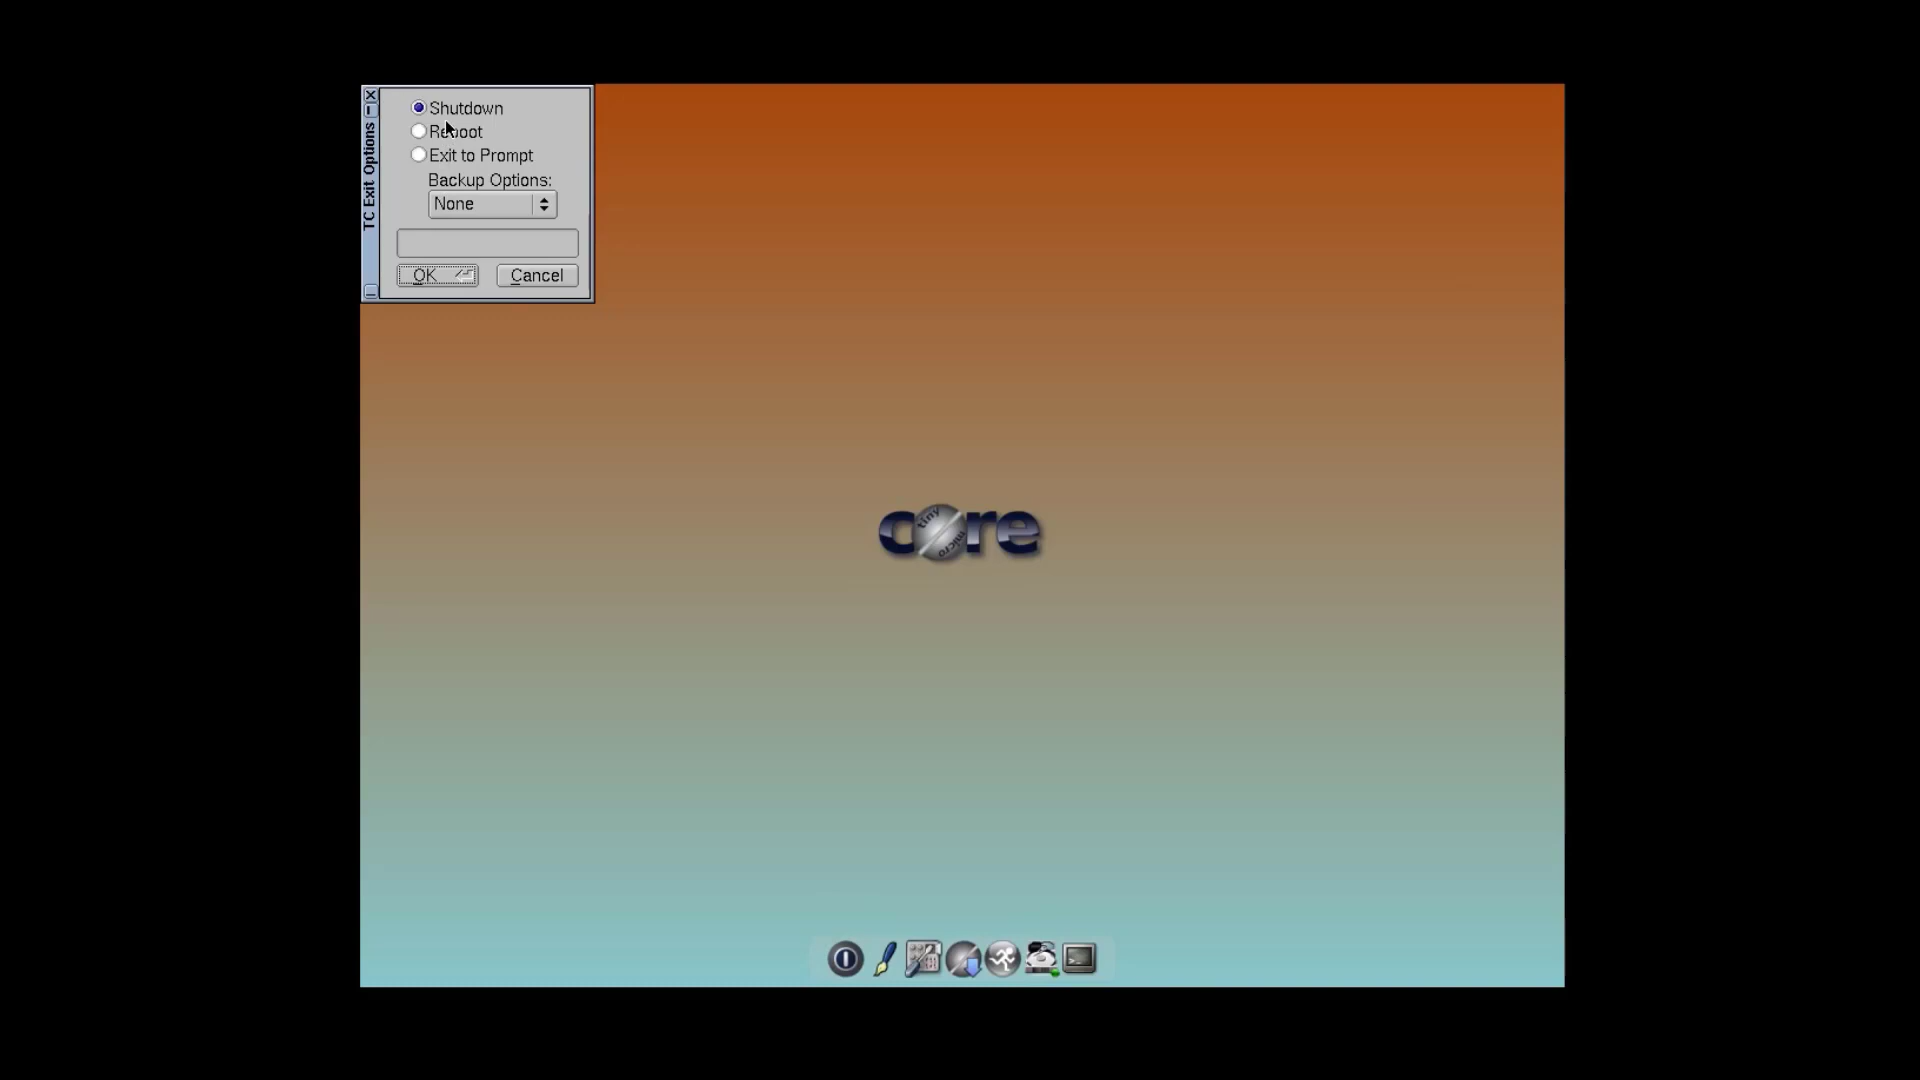 TC Exit Options
Shutdown
Reboot
Exit to Prompt
Backup Options:
None
OK
Cancel
core
tiny
micro